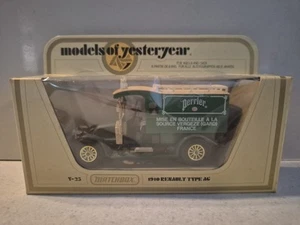 models of yesteryear
Perrier
MISE EN BOUTEILLE A LA
SOURCE VERGEZE (GARD)
FRANCE
Y-25
MATCHBOX
1910 RENAULT TYPE AG